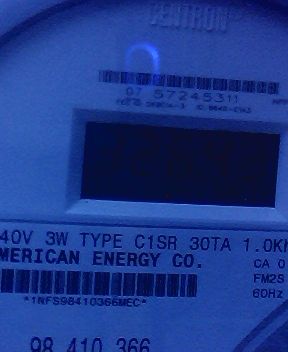 CENTRON
07 57245311
40V 3W TYPE C1SR 30TA 1.0K
MERICAN ENERGY CO.
CA 0
FM2S
60Hz
*1NFS98410366MEC*
98 410 366